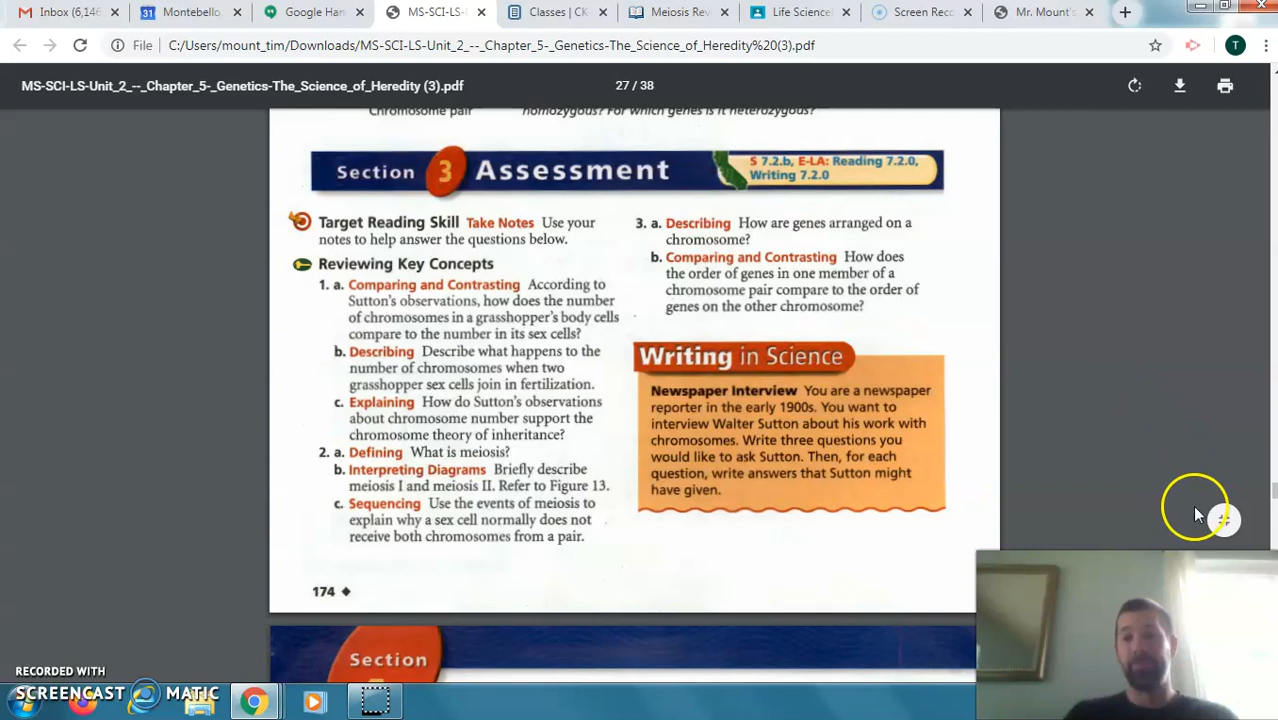 Inbox (6,146
Montebello
Google Han
MS-SCI-LS-
Classes | CK
Meiosis Rev
Life Science
Screen Reco
Mr. Mount's
File
C:/Users/mount_tim/Downloads/MS-SCI-LS-Unit_2_--_Chapter_5-_Genetics-The_Science_of_Heredity%20(3).pdf
T
MS-SCI-LS-Unit_2_--_Chapter_5-_Genetics-The_Science_of_Heredity (3).pdf
27 / 38
Chromosome pair
homozygous? For which genes is it heterozygous?
Section 3 Assessment
S 7.2.b, E-LA: Reading 7.2.0,
Writing 7.2.0
Target Reading Skill Take Notes Use your
notes to help answer the questions below.
Reviewing Key Concepts
1. a. Comparing and Contrasting According to
Sutton's observations, how does the number
of chromosomes in a grasshopper's body cells
compare to the number in its sex cells?
b. Describing Describe what happens to the
number of chromosomes when two
grasshopper sex cells join in fertilization.
c. Explaining How do Sutton's observations
about chromosome number support the
chromosome theory of inheritance?
2. a. Defining What is meiosis?
b. Interpreting Diagrams Briefly describe
meiosis I and meiosis II. Refer to Figure 13.
c. Sequencing Use the events of meiosis to
explain why a sex cell normally does not
receive both chromosomes from a pair.
3. a. Describing How are genes arranged on a
chromosome?
b. Comparing and Contrasting How does
the order of genes in one member of a
chromosome pair compare to the order of
genes on the other chromosome?
Writing in Science
Newspaper Interview You are a newspaper
reporter in the early 1900s. You want to
interview Walter Sutton about his work with
chromosomes. Write three questions you
would like to ask Sutton. Then, for each
question, write answers that Sutton might
have given.
174 ◆
Section
RECORDED WITH
SCREENCAST MATIC